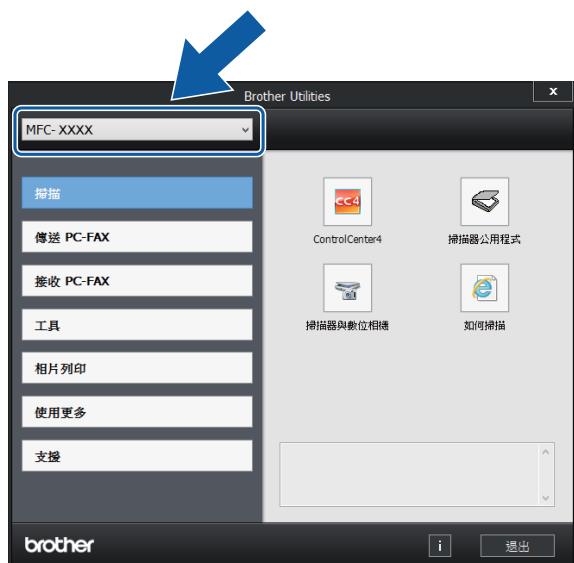 Brother Utilities
x
MFC- XXXX
掃描
傳送 PC-FAX
接收 PC-FAX
工具
相片列印
使用更多
支援
CC4
ControlCenter4
掃描器公用程式
掃描器與數位相機
如何掃描
brother
i
退出